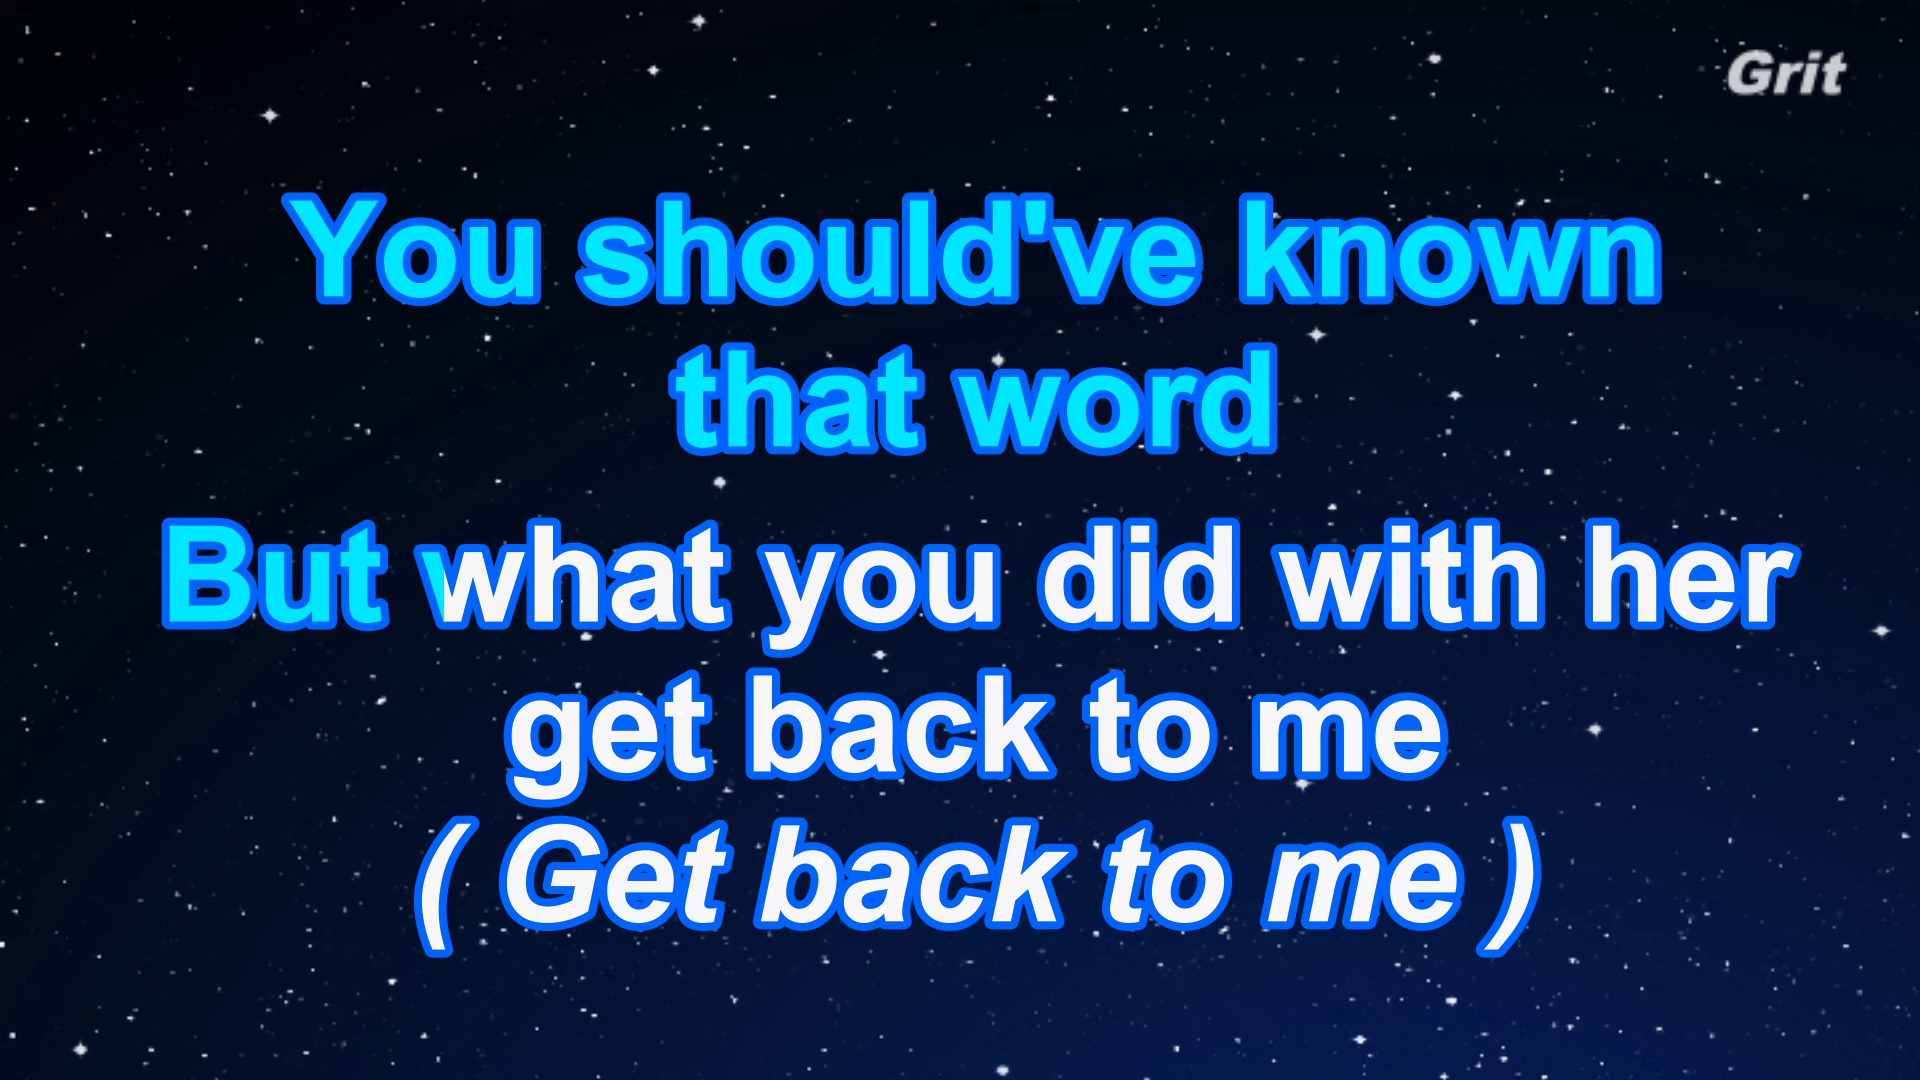 Grit
You should've known
that word
But what you did with her
get back to me
( Get back to me )